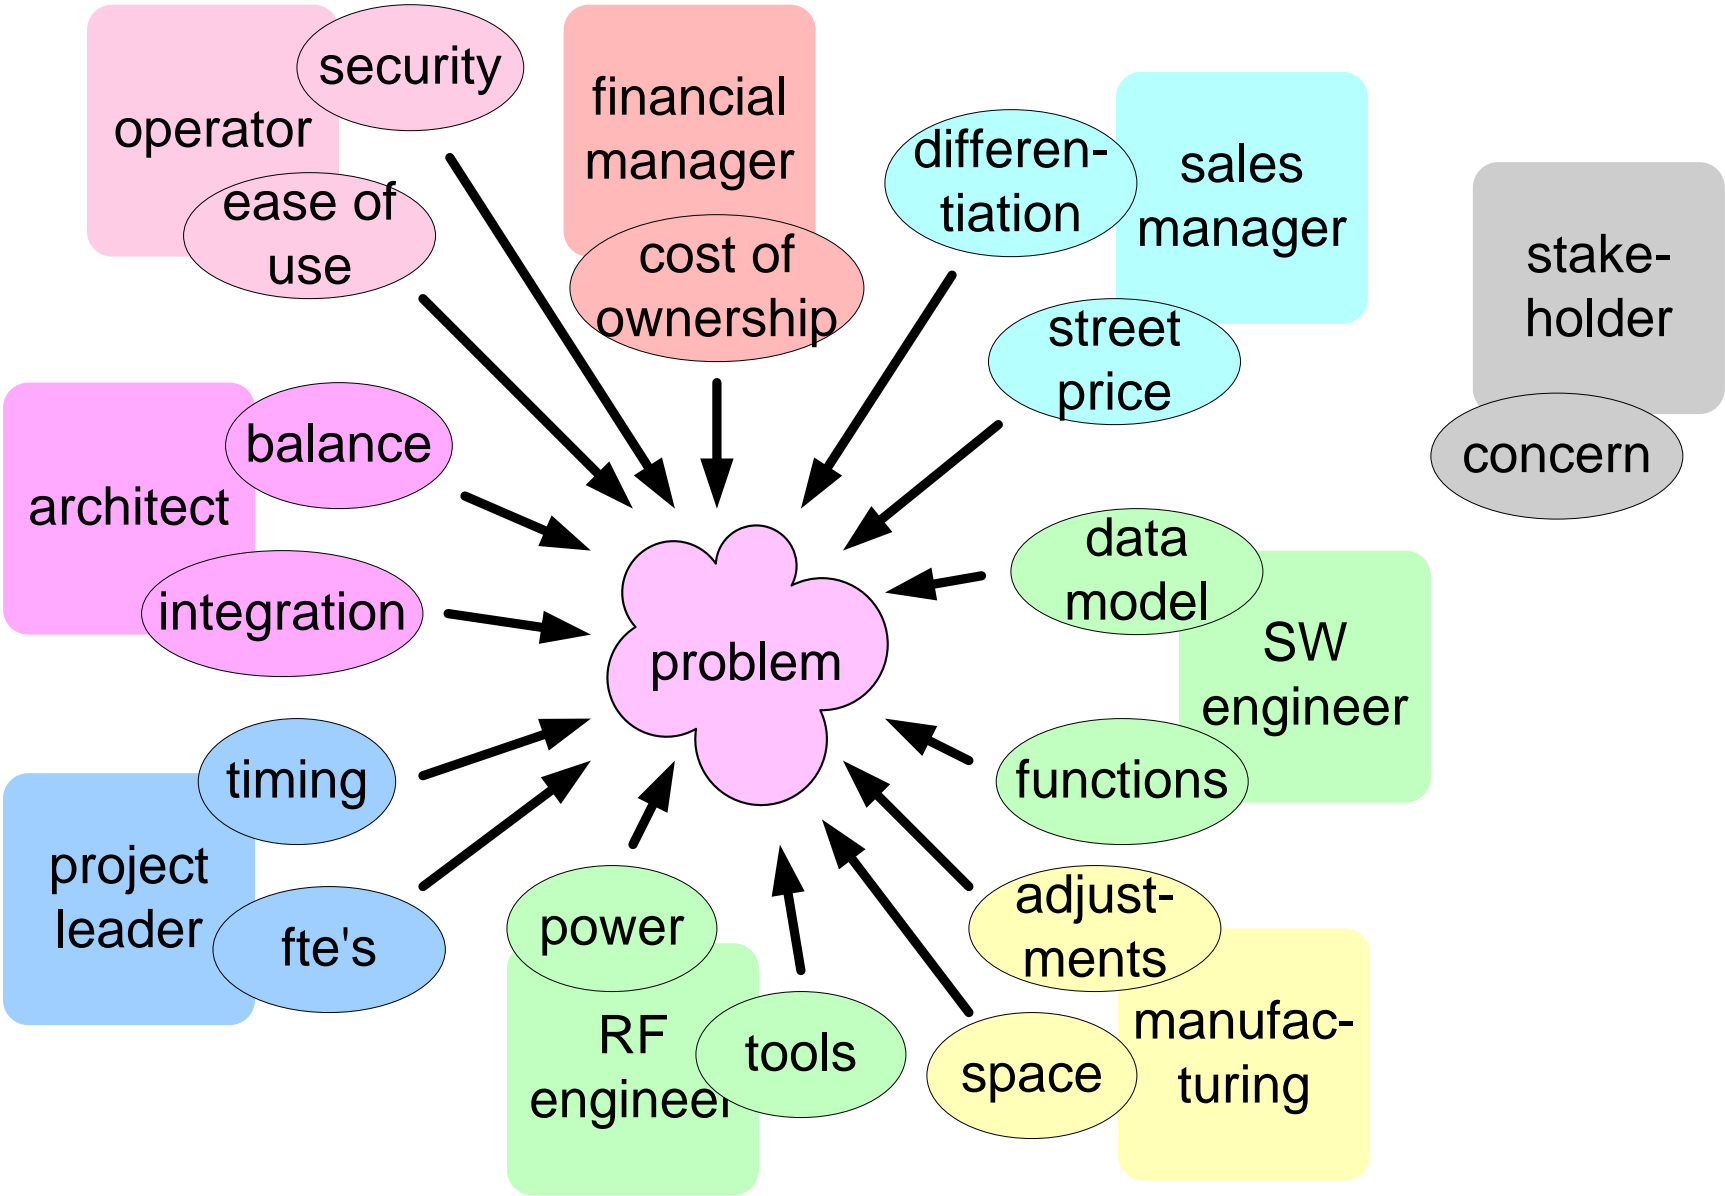 security
operator
ease of
use
financial
manager
cost of
ownership
differen-
tiation
sales
manager
street
price
stake-
holder
concern
balance
architect
integration
problem
data
model
SW
engineer
functions
timing
project
leader
fte's
power
RF
engineer
tools
adjust-
ments
space
manufac-
turing